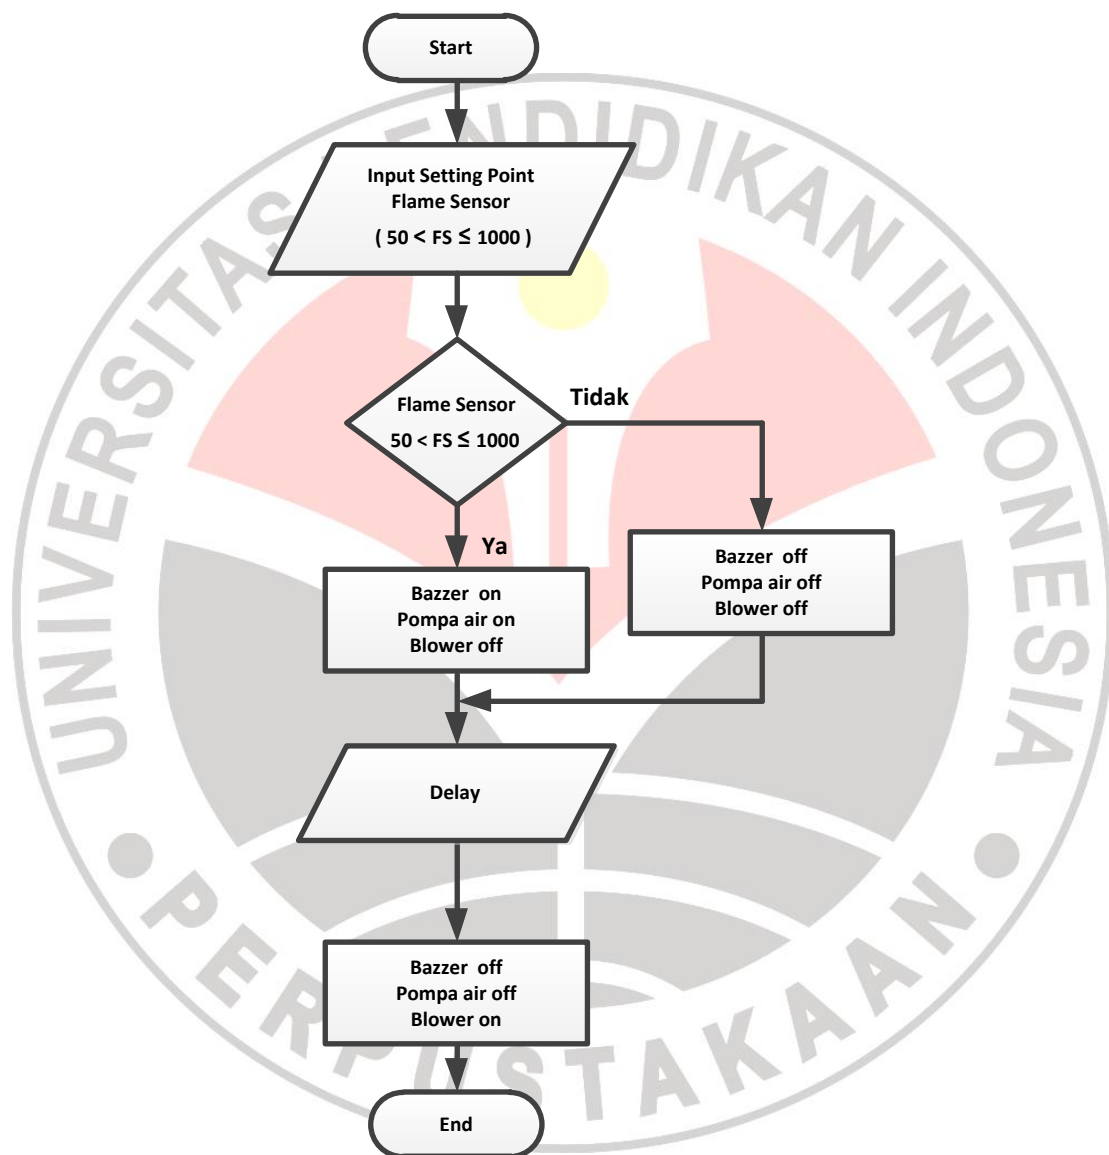 Start
UNIVERSITAS PENDIDIKAN INDONESIA
Input Setting Point
Flame Sensor
( 50 < FS ≤ 1000 )
Flame Sensor
50 < FS ≤ 1000
Tidak
Ya
Bazzer off
Pompa air off
Blower off
Bazzer on
Pompa air on
Blower off
Delay
Bazzer off
Pompa air off
Blower on
End
PERPUSTAKAAN